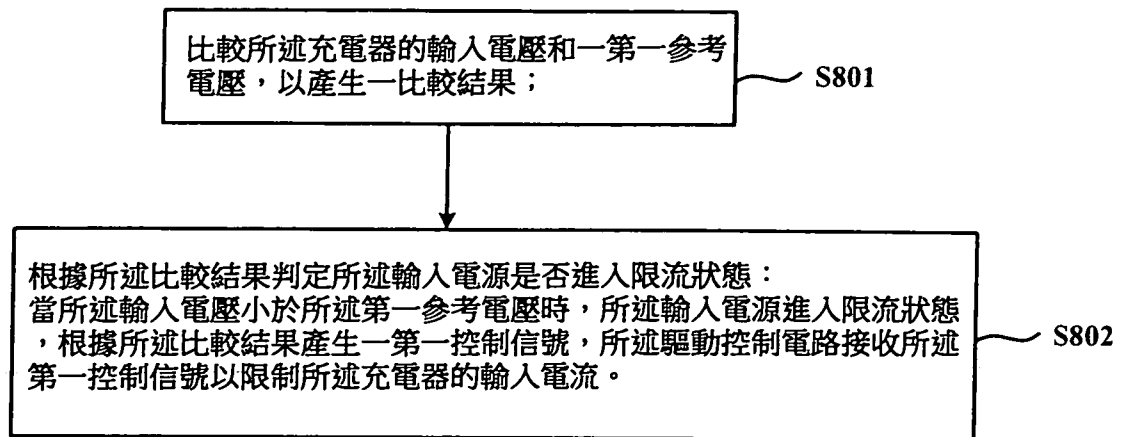 比較所述充電器的輸入電壓和一第一參考
電壓，以產生一比較結果；
S801
根據所述比較結果判定所述輸入電源是否進入限流狀態：
當所述輸入電壓小於所述第一參考電壓時，所述輸入電源進入限流狀態
，根據所述比較結果產生一第一控制信號，所述驅動控制電路接收所述
第一控制信號以限制所述充電器的輸入電流。
S802